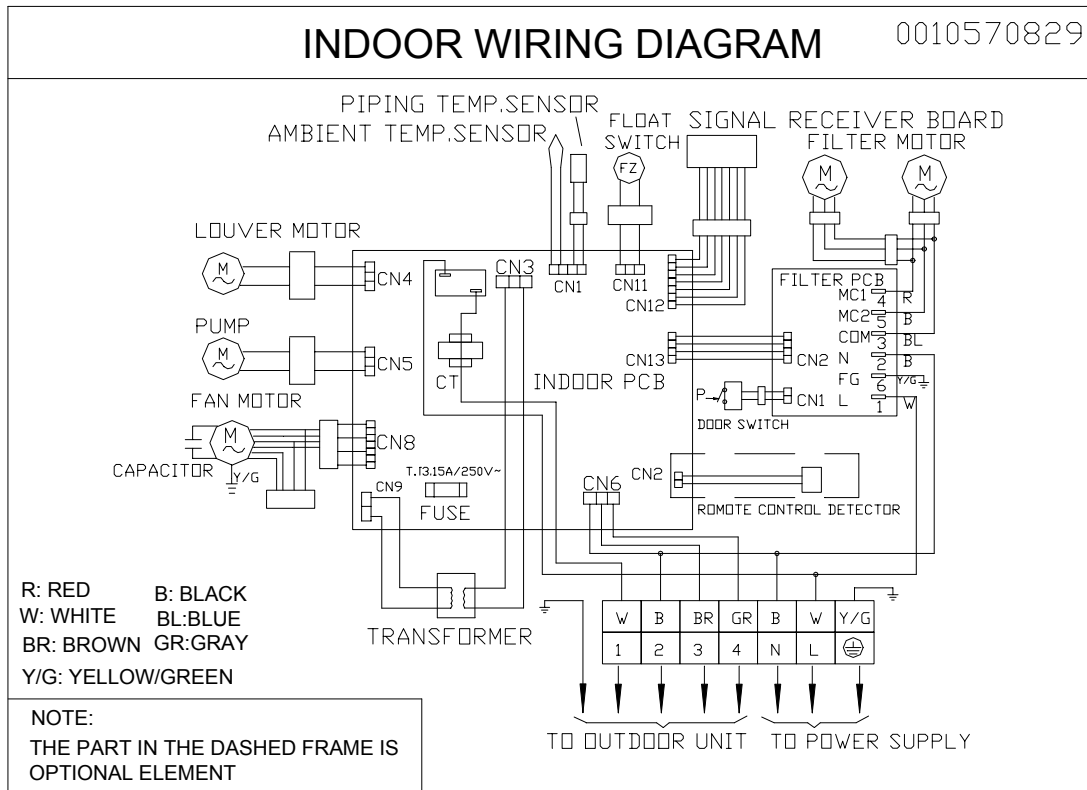 INDOOR WIRING DIAGRAM
0010570829
PIPING TEMP.SENSOR
AMBIENT TEMP.SENSOR
FLOAT
SWITCH
FZ
SIGNAL RECEIVER BOARD
FILTER MOTOR
M
M
LOUVER MOTOR
M
CN4
CN3
CN1
CN11
CN12
FILTER PCB
MC1 4 R
MC2 5 B
COM 3 BL
N 2 B
FG 6 Y/G
L 1 W
PUMP
M
CN5
CT
INDOOR PCB
CN13
CN2
P
CN1
DOOR SWITCH
FAN MOTOR
M
CN8
CAPACITOR
Y/G
CN9
T.13.15A/250V~
FUSE
CN6
CN2
ROMOTE CONTROL DETECTOR
TRANSFORMER
R: RED
B: BLACK
W: WHITE
BL:BLUE
BR: BROWN
GR:GRAY
Y/G: YELLOW/GREEN
W B BR GR B W Y/G
1 2 3 4 N L
TO OUTDOOR UNIT
TO POWER SUPPLY
NOTE:
THE PART IN THE DASHED FRAME IS
OPTIONAL ELEMENT